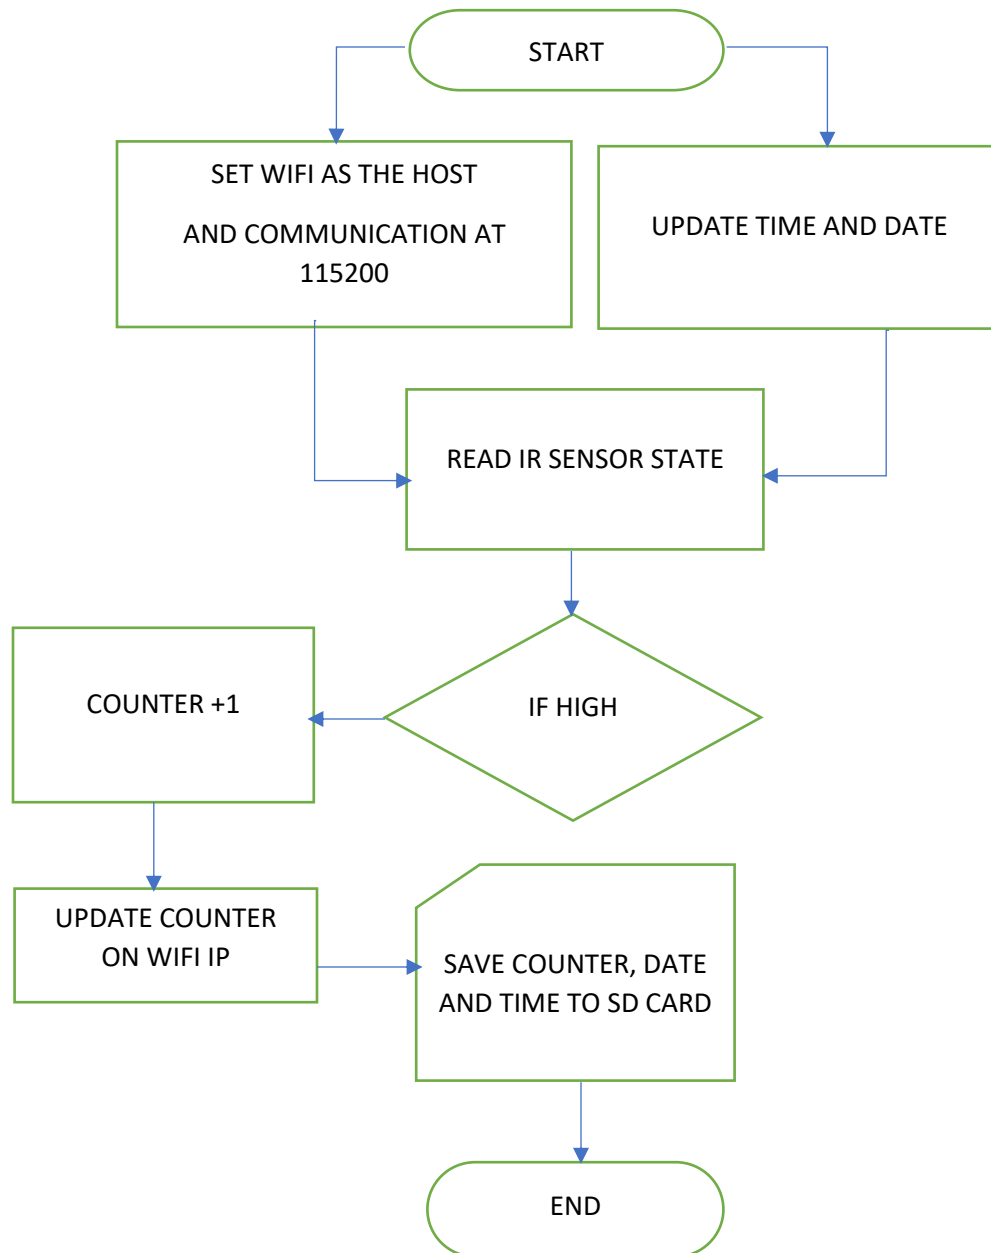 START
SET WIFI AS THE HOST
AND COMMUNICATION AT
115200
UPDATE TIME AND DATE
READ IR SENSOR STATE
IF HIGH
COUNTER +1
UPDATE COUNTER
ON WIFI IP
SAVE COUNTER, DATE
AND TIME TO SD CARD
END